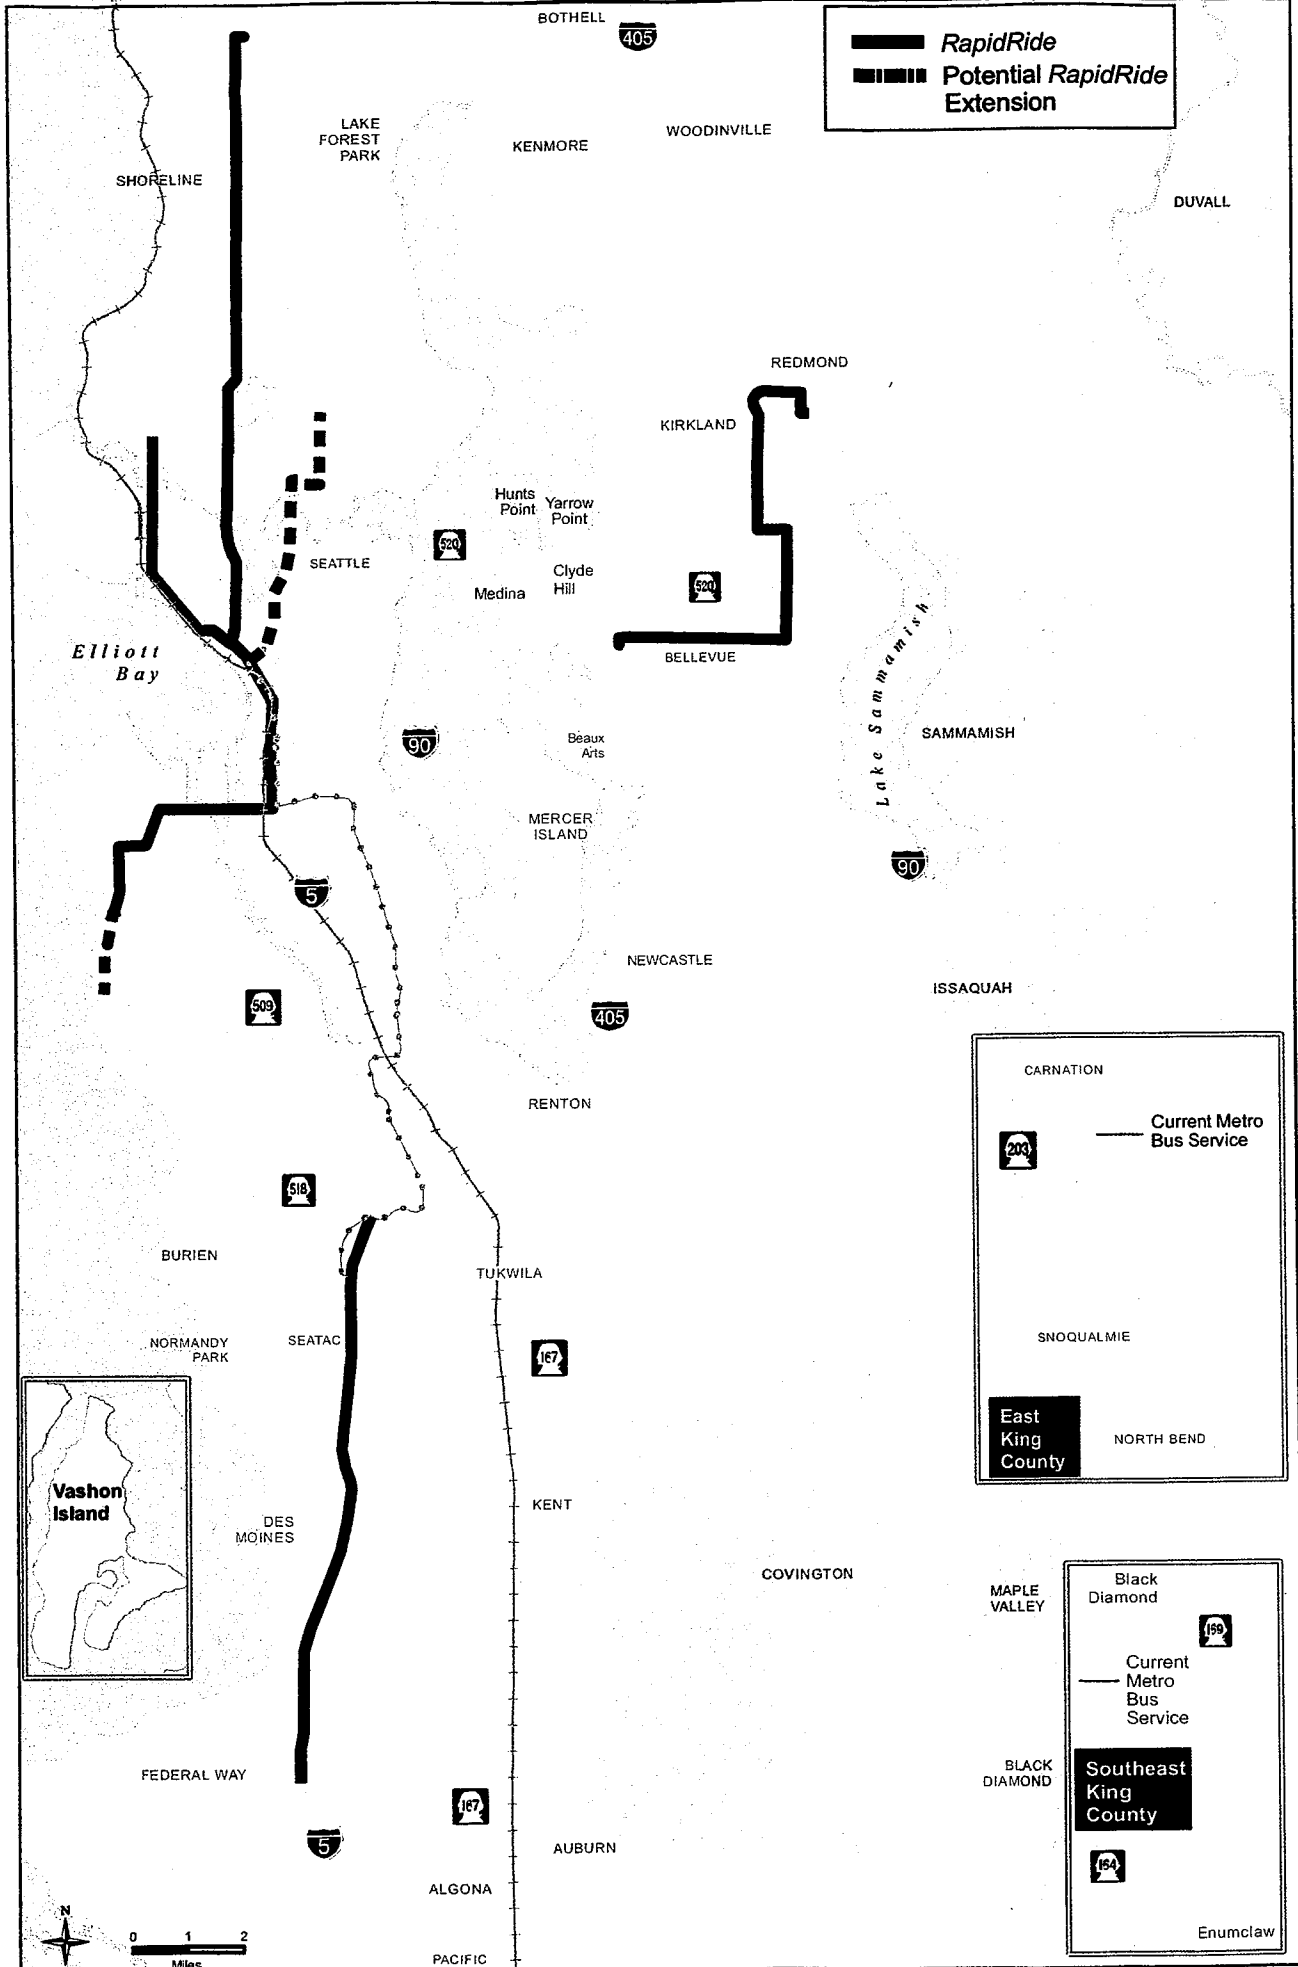 BOTHELL
405
RapidRide
Potential RapidRide
Extension
LAKE
FOREST
PARK
KENMORE
WOODINVILLE
SHORELINE
DUVALL
REDMOND
KIRKLAND
Hunts
Point
Yarrow
Point
520
SEATTLE
Clyde
Hill
Medina
520
Elliott
Bay
BELLEVUE
Lake Sammamish
SAMMAMISH
90
Beaux
Arts
MERCER
ISLAND
90
5
NEWCASTLE
ISSAQUAH
509
405
CARNATION
RENTON
Current Metro
Bus Service
203
518
BURIEN
TUKWILA
NORMANDY
PARK
SEATAC
167
SNOQUALMIE
East
King
County
NORTH BEND
Vashon
Island
KENT
DES
MOINES
COVINGTON
MAPLE
VALLEY
Black
Diamond
169
Current
Metro
Bus
Service
FEDERAL WAY
BLACK
DIAMOND
Southeast
King
County
167
5
AUBURN
164
ALGONA
N
0 1 2
Miles
Enumclaw
PACIFIC